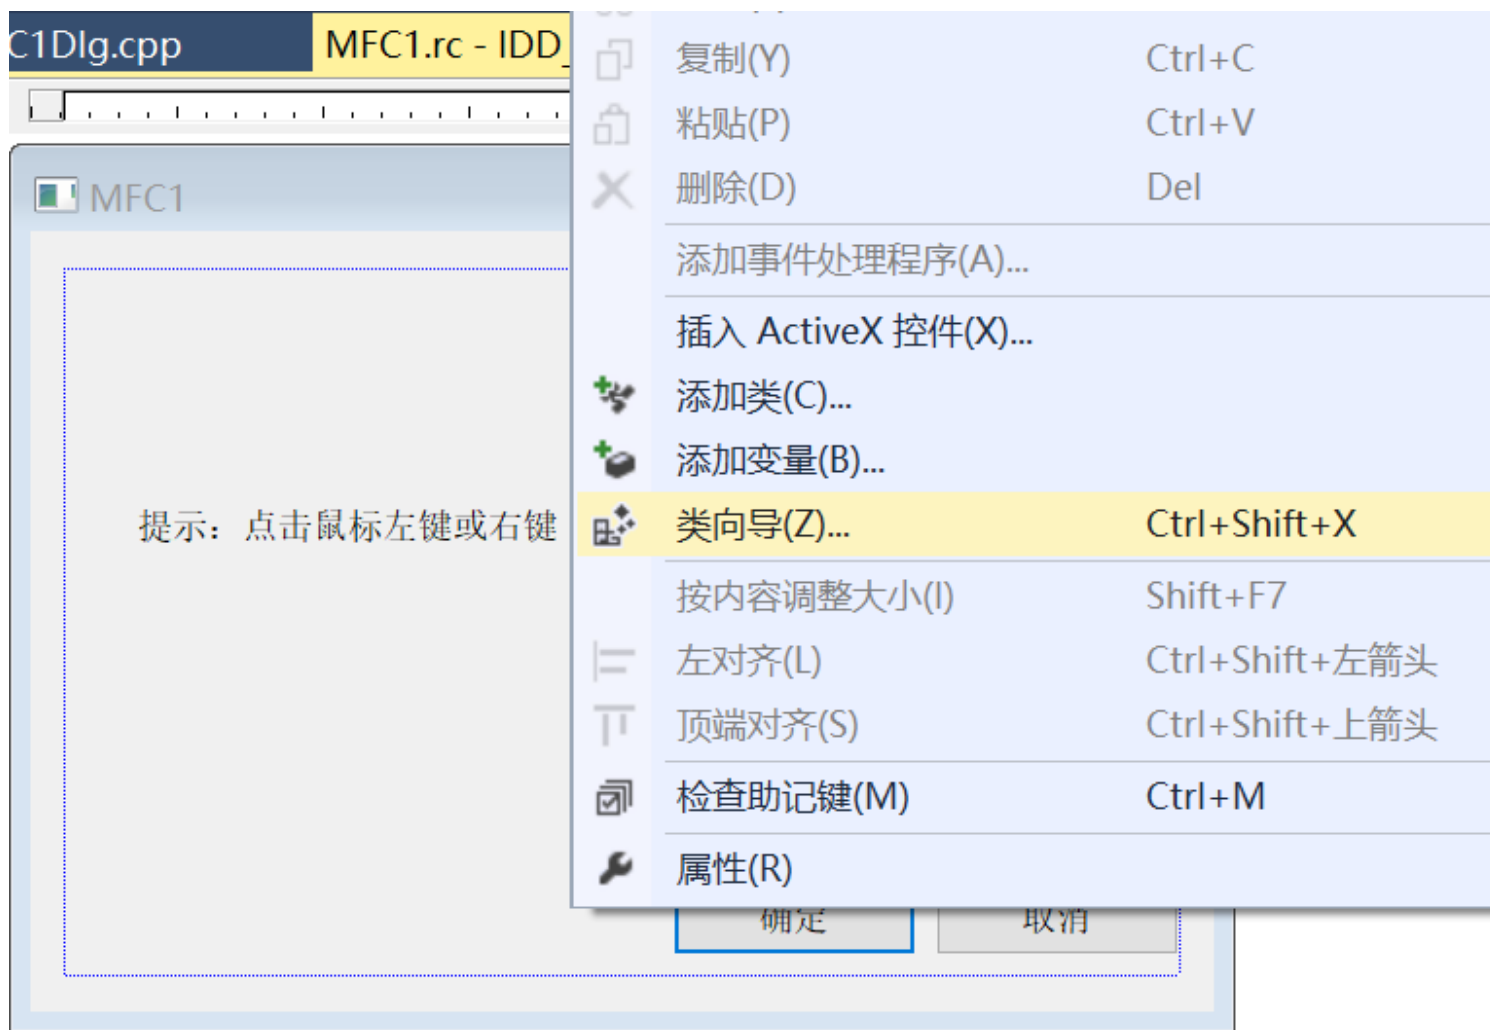 C1Dlg.cpp
MFC1.rc - IDD_
MFC1
提示：点击鼠标左键或右键
复制(Y) Ctrl+C
粘贴(P) Ctrl+V
删除(D) Del
添加事件处理程序(A)...
插入 ActiveX 控件(X)...
添加类(C)...
添加变量(B)...
类向导(Z)... Ctrl+Shift+X
按内容调整大小(I) Shift+F7
左对齐(L) Ctrl+Shift+左箭头
顶端对齐(S) Ctrl+Shift+上箭头
检查助记键(M) Ctrl+M
属性(R)
确定
取消